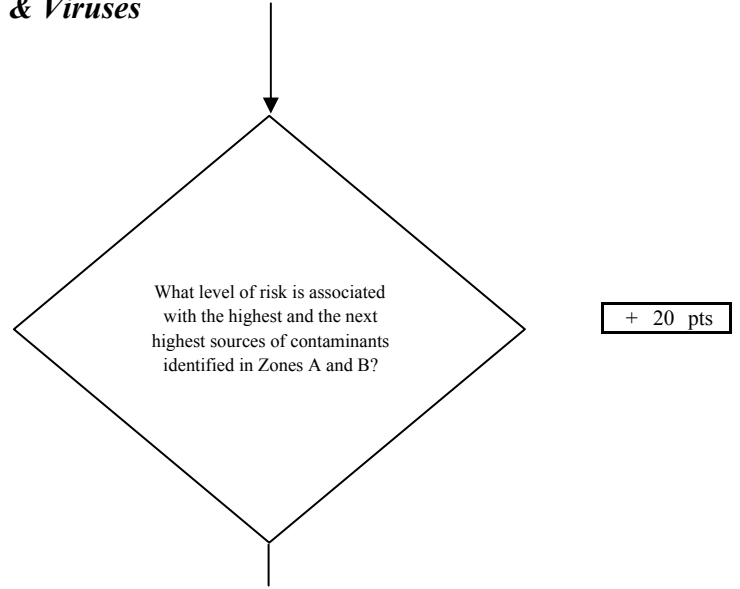 & Viruses
What level of risk is associated
with the highest and the next
highest sources of contaminants
identified in Zones A and B?
+ 20 pts